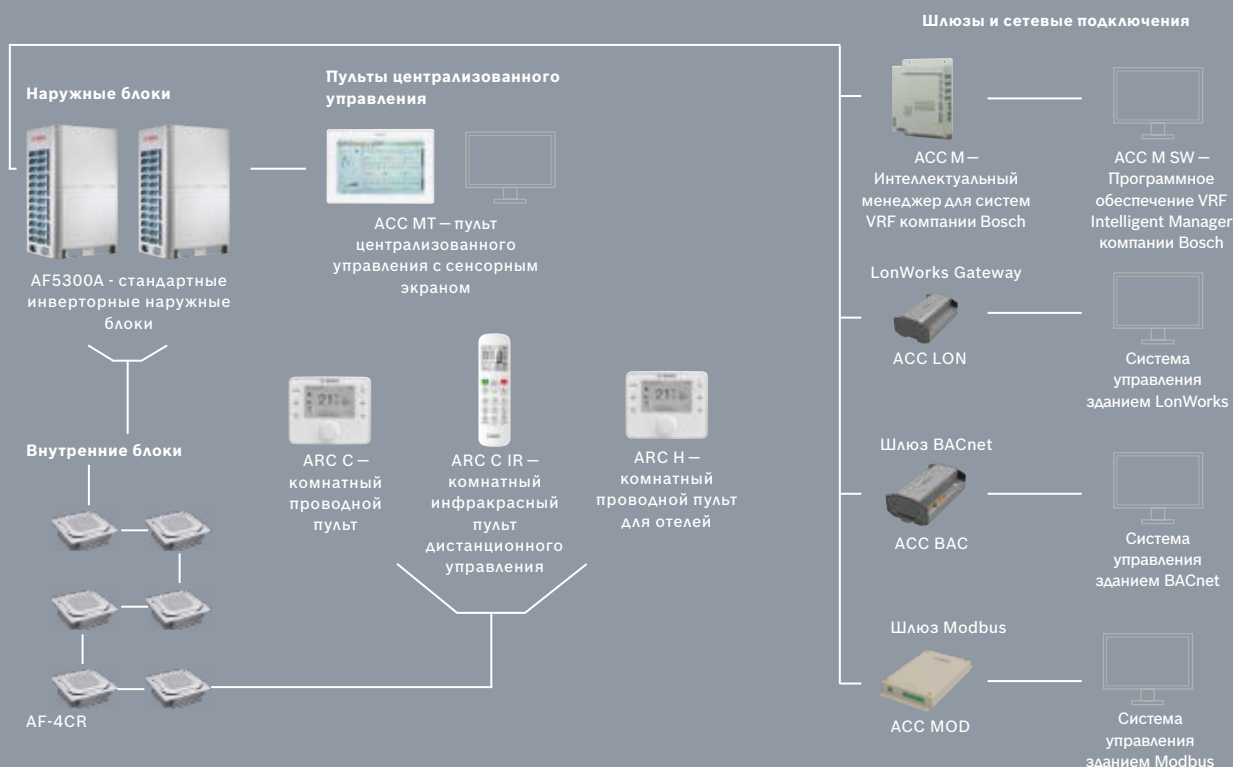 Шлюзы и сетевые подключения
Наружные блоки
Пульты централизованного
управления
ACC MT — пульт
централизованного
управления с сенсорным
экраном
AF5300A - стандартные
инверторные наружные
блоки
ACC M —
Интеллектуальный
менеджер для систем
VRF компании Bosch
ACC M SW —
Программное
обеспечение VRF
Intelligent Manager
компании Bosch
LonWorks Gateway
ACC LON
Система
управления
зданием LonWorks
Внутренние блоки
AF-4CR
ARC C —
комнатный
проводной
пульт
ARC C IR —
комнатный
инфракрасный
пульт
дистанционного
управления
ARC H —
комнатный
проводной пульт
для отелей
Шлюз BACnet
ACC BAC
Система
управления
зданием BACnet
Шлюз Modbus
ACC MOD
Система
управления
зданием Modbus